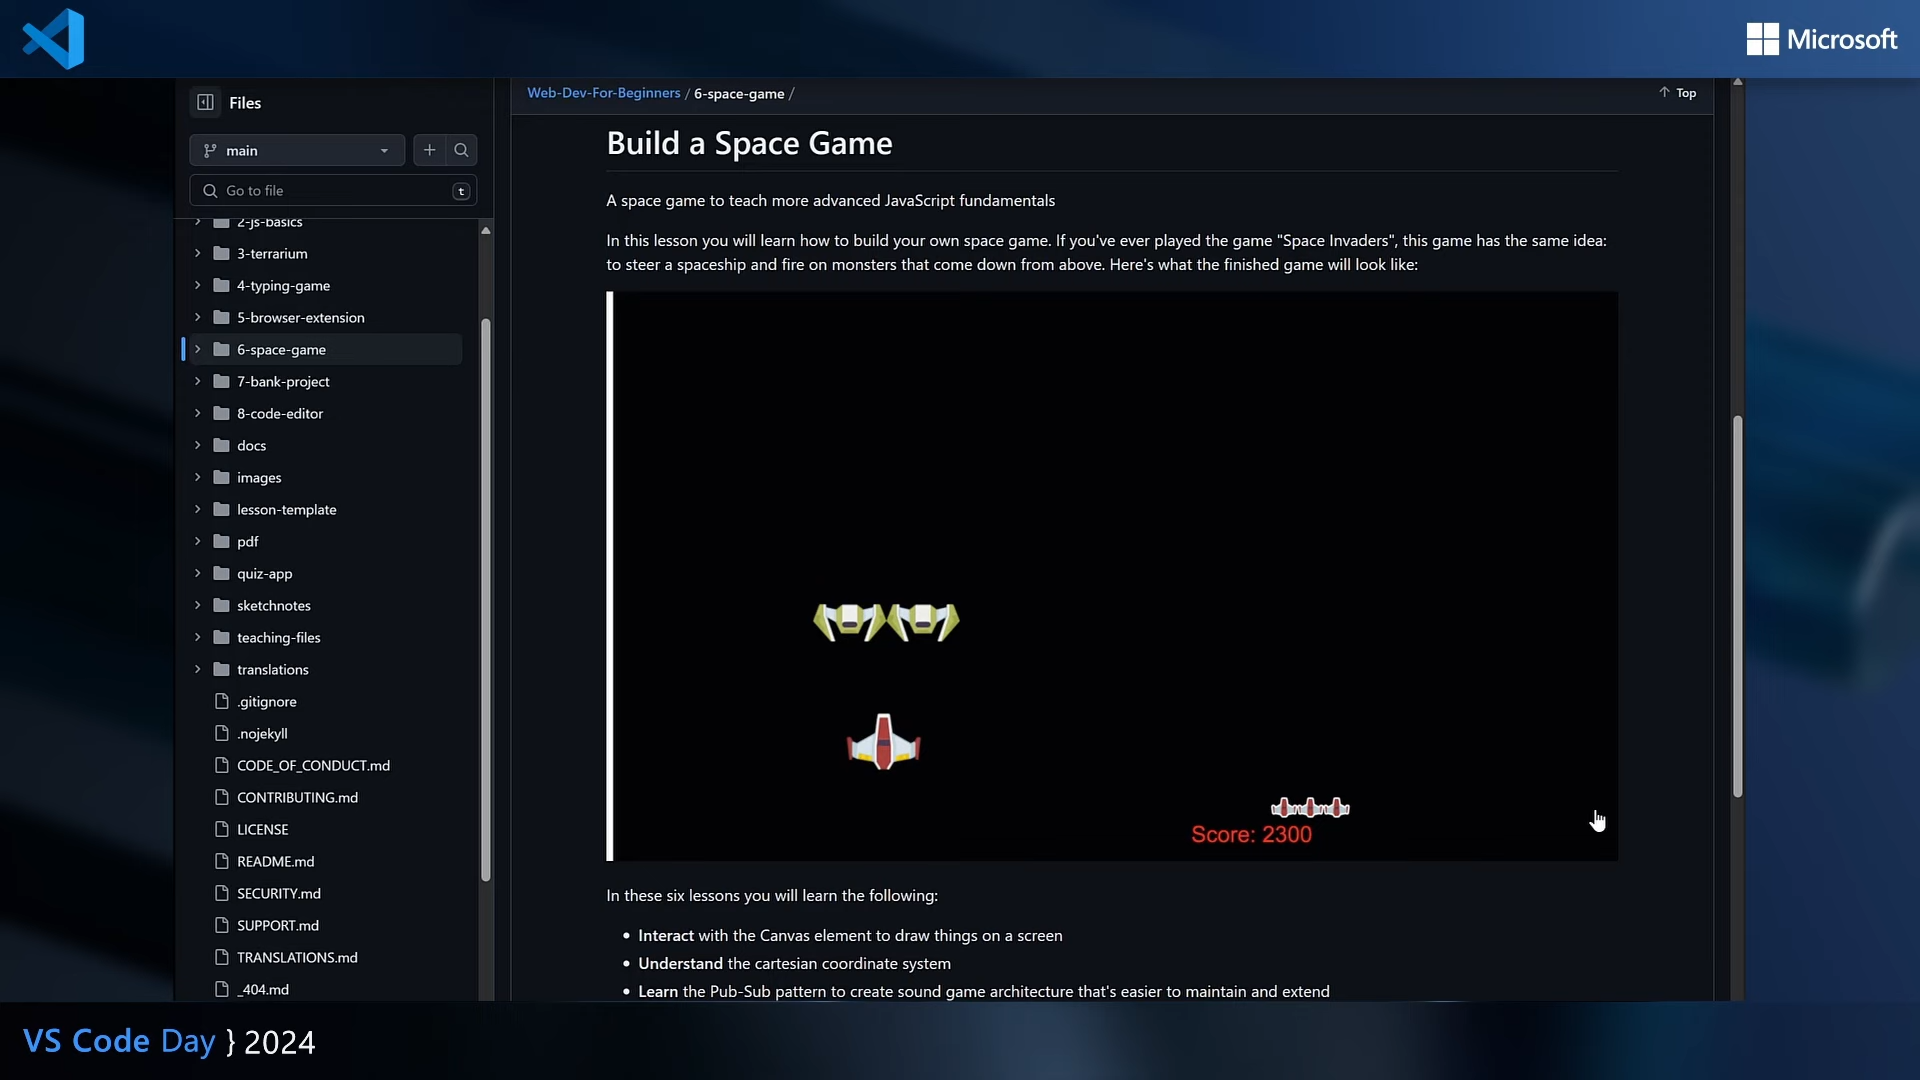 Microsoft
Files
main
Go to file
t
2-js-basics
3-terrarium
4-typing-game
5-browser-extension
6-space-game
7-bank-project
8-code-editor
docs
images
lesson-template
pdf
quiz-app
sketchnotes
teaching-files
translations
.gitignore
.nojekyll
CODE_OF_CONDUCT.md
CONTRIBUTING.md
LICENSE
README.md
SECURITY.md
SUPPORT.md
TRANSLATIONS.md
_404.md
Web-Dev-For-Beginners / 6-space-game /
Top
Build a Space Game
A space game to teach more advanced JavaScript fundamentals
In this lesson you will learn how to build your own space game. If you've ever played the game "Space Invaders", this game has the same idea:
to steer a spaceship and fire on monsters that come down from above. Here's what the finished game will look like:
Score: 2300
In these six lessons you will learn the following:
• Interact with the Canvas element to draw things on a screen
• Understand the cartesian coordinate system
• Learn the Pub-Sub pattern to create sound game architecture that's easier to maintain and extend
VS Code Day } 2024